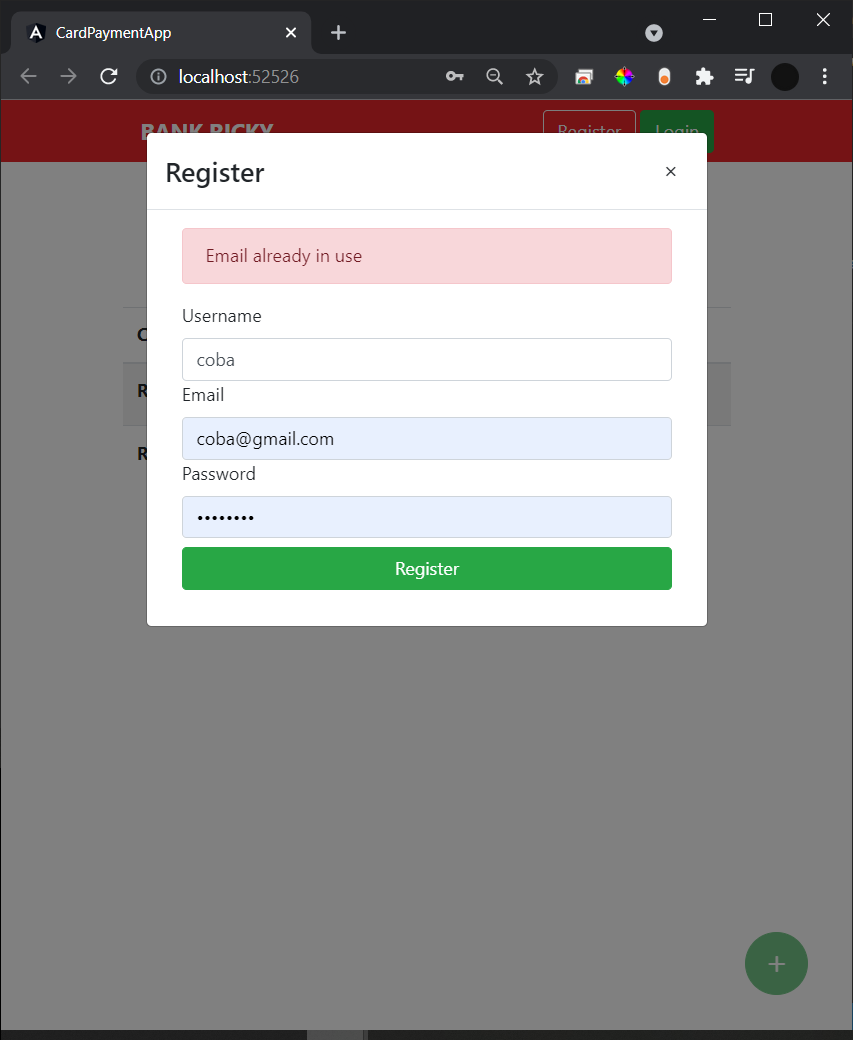 CardPaymentApp
localhost:52526
BANK RICKY
Register
Login
Register
Email already in use
Username
coba
Email
coba@gmail.com
Password
Register